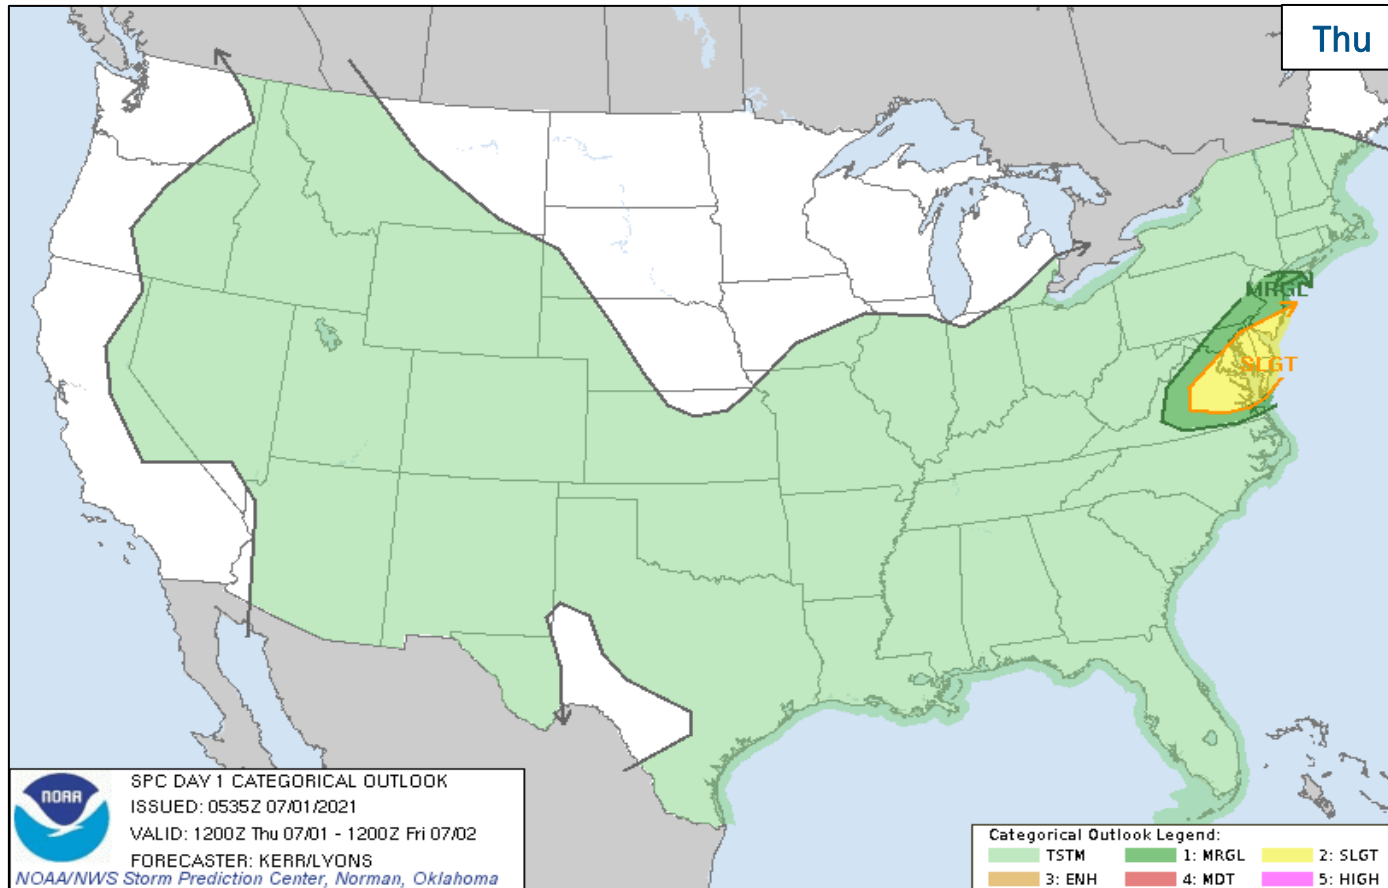 Thu
MRGL
SLGT
NOAA
SPC DAY 1 CATEGORICAL OUTLOOK
ISSUED: 0535Z 07/01/2021
VALID: 1200Z Thu 07/01 - 1200Z Fri 07/02
FORECASTER: KERR/LYONS
NOAA/NWS Storm Prediction Center, Norman, Oklahoma
Categorical Outlook Legend:
TSTM 1: MRGL 2: SLGT
3: ENH 4: MDT 5: HIGH